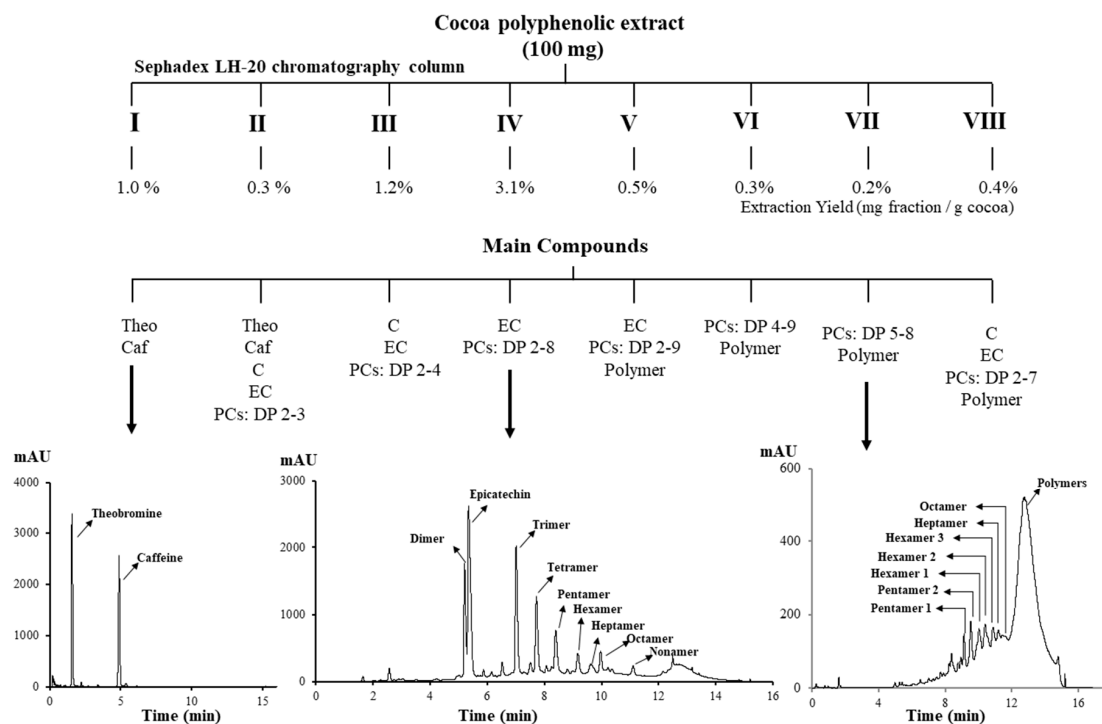 Cocoa polyphenolic extract
(100 mg)
Sephadex LH-20 chromatography column
I II III IV V VI VII VIII
1.0 % 0.3% 1.2% 3.1% 0.5% 0.3% 0.2% 0.4%
Extraction Yield (mg fraction / g cocoa)
Main Compounds
Theo
Caf
Theo
Caf
C
EC
PCs: DP 2-3
C
EC
PCs: DP 2-4
EC
PCs: DP 2-8
EC
PCs: DP 2-9
Polymer
PCs: DP 4-9
Polymer
PCs: DP 5-8
Polymer
C
EC
PCs: DP 2-7
Polymer
mAU
4000
3000
2000
1000
0
Theobromine
Caffeine
0 5 10 15
Time (min)
mAU
3000
2000
1000
0
Epicatechin
Dimer
Trimer
Tetramer
Pentamer
Hexamer
Heptamer
Octamer
Nonamer
0 2 4 6 8 10 12 14 16
Time (min)
mAU
600
400
200
0
Polymers
Octamer
Heptamer
Hexamer 3
Hexamer 2
Hexamer 1
Pentamer 2
Pentamer 1
0 4 8 12 16
Time (min)